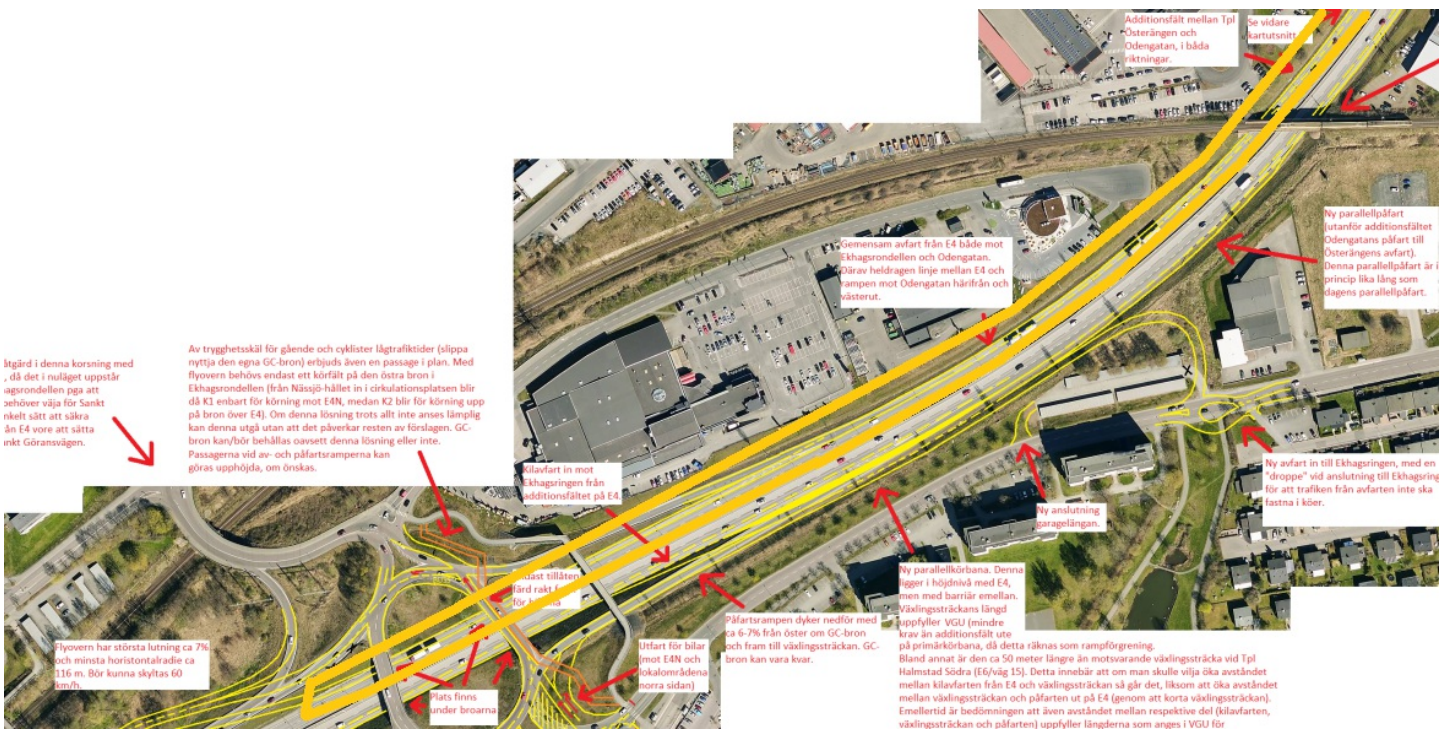 Additionsfält mellan Tpl
Österängen och
Odengatan, i båda
riktningar.
Se vidare
kartutsnitt
Ny parallellpåfart
(utanför additionsfältet
Odengatans påfart till
Österängens avfart).
Denna parallellpåfart är i
princip lika lång som
dagens parallellpåfart.
Gemensam avfart från E4 både mot
Ekhagsrondellen och Odengatan.
Därav heldragen linje mellan E4 och
rampen mot Odengatan härifrån och
västerut.
åtgärd i denna korsning med
, då det i nuläget uppstår
agsrondellen pga att
behöver väja för Sankt
nkelt sätt att säkra
ån E4 vore att sätta
nkt Göransvägen.
Av trygghetsskäl för gående och cyklister lågtrafiktider (slippa
nyttja den egna GC-bron) erbjuds även en passage i plan. Med
flyovern behövs endast ett körfält på den östra bron i
Ekhagsrondellen (från Nässjö-hållet in i cirkulationsplatsen blir
då K1 enbart för körning mot E4N, medan K2 blir för körning upp
på bron över E4). Om denna lösning trots allt inte anses lämplig
kan denna utgå utan att det påverkar resten av förslagen. GC-
bron kan/bör behållas oavsett denna lösning eller inte.
Passagerna vid av- och påfartsramperna kan
göras upphöjda, om önskas.
Kilavfart in mot
Ekhagsringen från
additionsfältet på E4.
Ny avfart in till Ekhagsringen, med en
"droppe" vid anslutning till Ekhagsring
för att trafiken från avfarten inte ska
fastna i köer.
Ny anslutning
garagelängan.
dast tillåten
färd rakt f
för b
Flyovern har största lutning ca 7%
och minsta horistontalradie ca
116 m. Bör kunna skyltas 60
km/h.
Plats finns
under broarna
Utfart för bilar
(mot E4N och
lokalområdena
norra sidan)
Påfartsrampen dyker nedför med
ca 6-7% från öster om GC-bron
och fram till växlingssträckan. GC-
bron kan vara kvar.
Ny parallellkörbana. Denna
ligger i höjdnivå med E4,
men med barriär emellan.
Växlingssträckans längd
uppfyller VGU (mindre
krav än additionsfält ute
på primärkörbana, då detta räknas som rampförgrening.
Bland annat är den ca 50 meter längre än motsvarande växlingssträcka vid Tpl
Halmstad Södra (E6/väg 15). Detta innebär att om man skulle vilja öka avståndet
mellan kilavfarten från E4 och växlingssträckan så går det, liksom att öka avståndet
mellan växlingssträckan och påfarten ut på E4 (genom att korta växlingssträckan).
Emellertid är bedömningen att även avståndet mellan respektive del (kilavfarten,
växlingssträckan och påfarten) uppfyller längderna som anges i VGU för